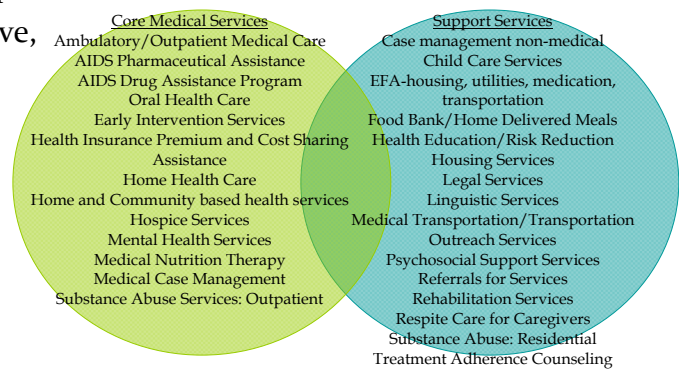 ve,
Core Medical Services
Ambulatory/Outpatient Medical Care
AIDS Pharmaceutical Assistance
AIDS Drug Assistance Program
Oral Health Care
Early Intervention Services
Health Insurance Premium and Cost Sharing
Assistance
Home Health Care
Home and Community based health services
Hospice Services
Mental Health Services
Medical Nutrition Therapy
Medical Case Management
Substance Abuse Services: Outpatient
Support Services
Case management non-medical
Child Care Services
EFA-housing, utilities, medication,
transportation
Food Bank/Home Delivered Meals
Health Education/Risk Reduction
Housing Services
Legal Services
Linguistic Services
Medical Transportation/Transportation
Outreach Services
Psychosocial Support Services
Referrals for Services
Rehabilitation Services
Respite Care for Caregivers
Substance Abuse: Residential
Treatment Adherence Counseling